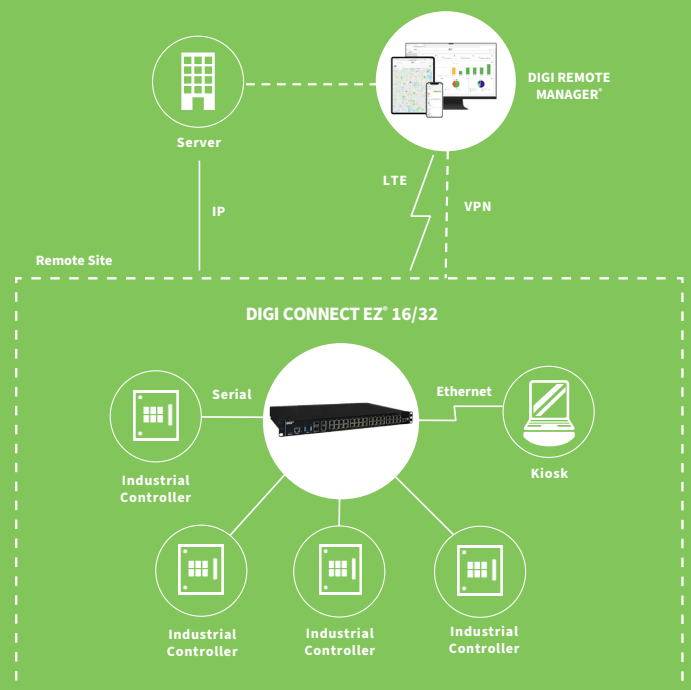 DIGI REMOTE
MANAGER®
Server
LTE
VPN
IP
Remote Site
DIGI CONNECT EZ® 16/32
Serial
Ethernet
Industrial
Controller
Kiosk
Industrial
Controller
Industrial
Controller
Industrial
Controller